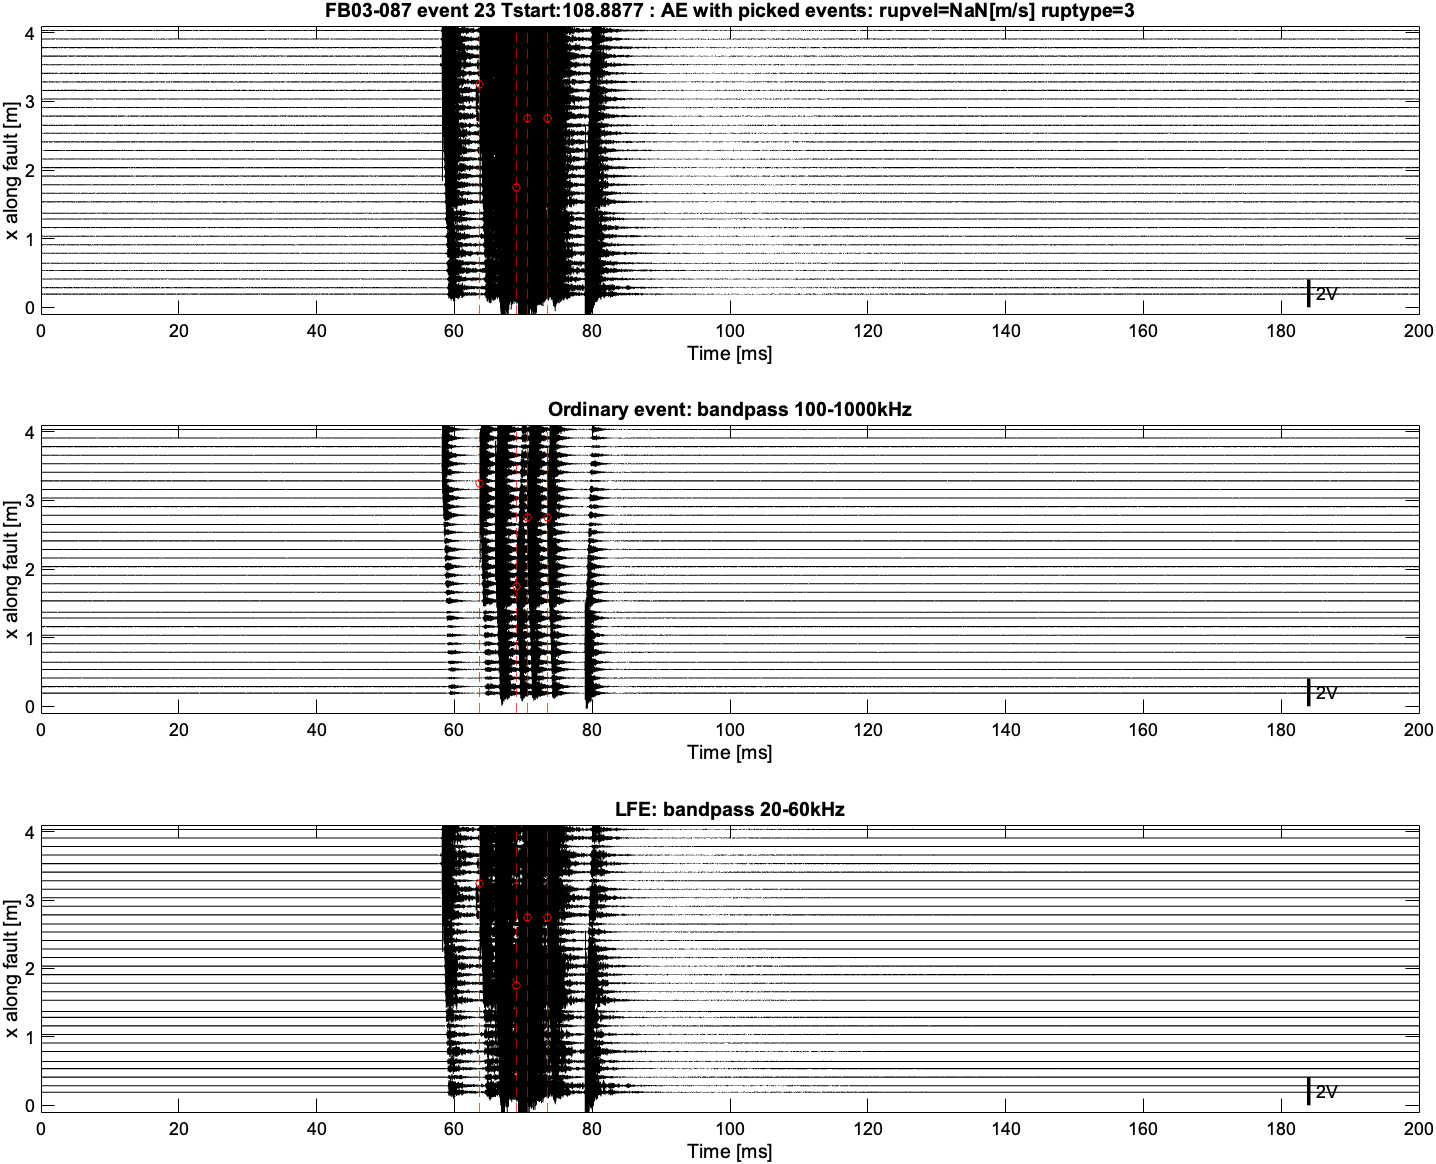 FB03-087 event 23 Tstart:108.8877 : AE with picked events: rupvel=NaN[m/s] ruptype=3
4
3
2
1
0
x along fault [m]
2V
0 20 40 60 80 100 120 140 160 180 200
Time [ms]
Ordinary event: bandpass 100-1000kHz
4
3
2
1
0
x along fault [m]
2V
0 20 40 60 80 100 120 140 160 180 200
Time [ms]
LFE: bandpass 20-60kHz
4
3
2
1
0
x along fault [m]
2V
0 20 40 60 80 100 120 140 160 180 200
Time [ms]